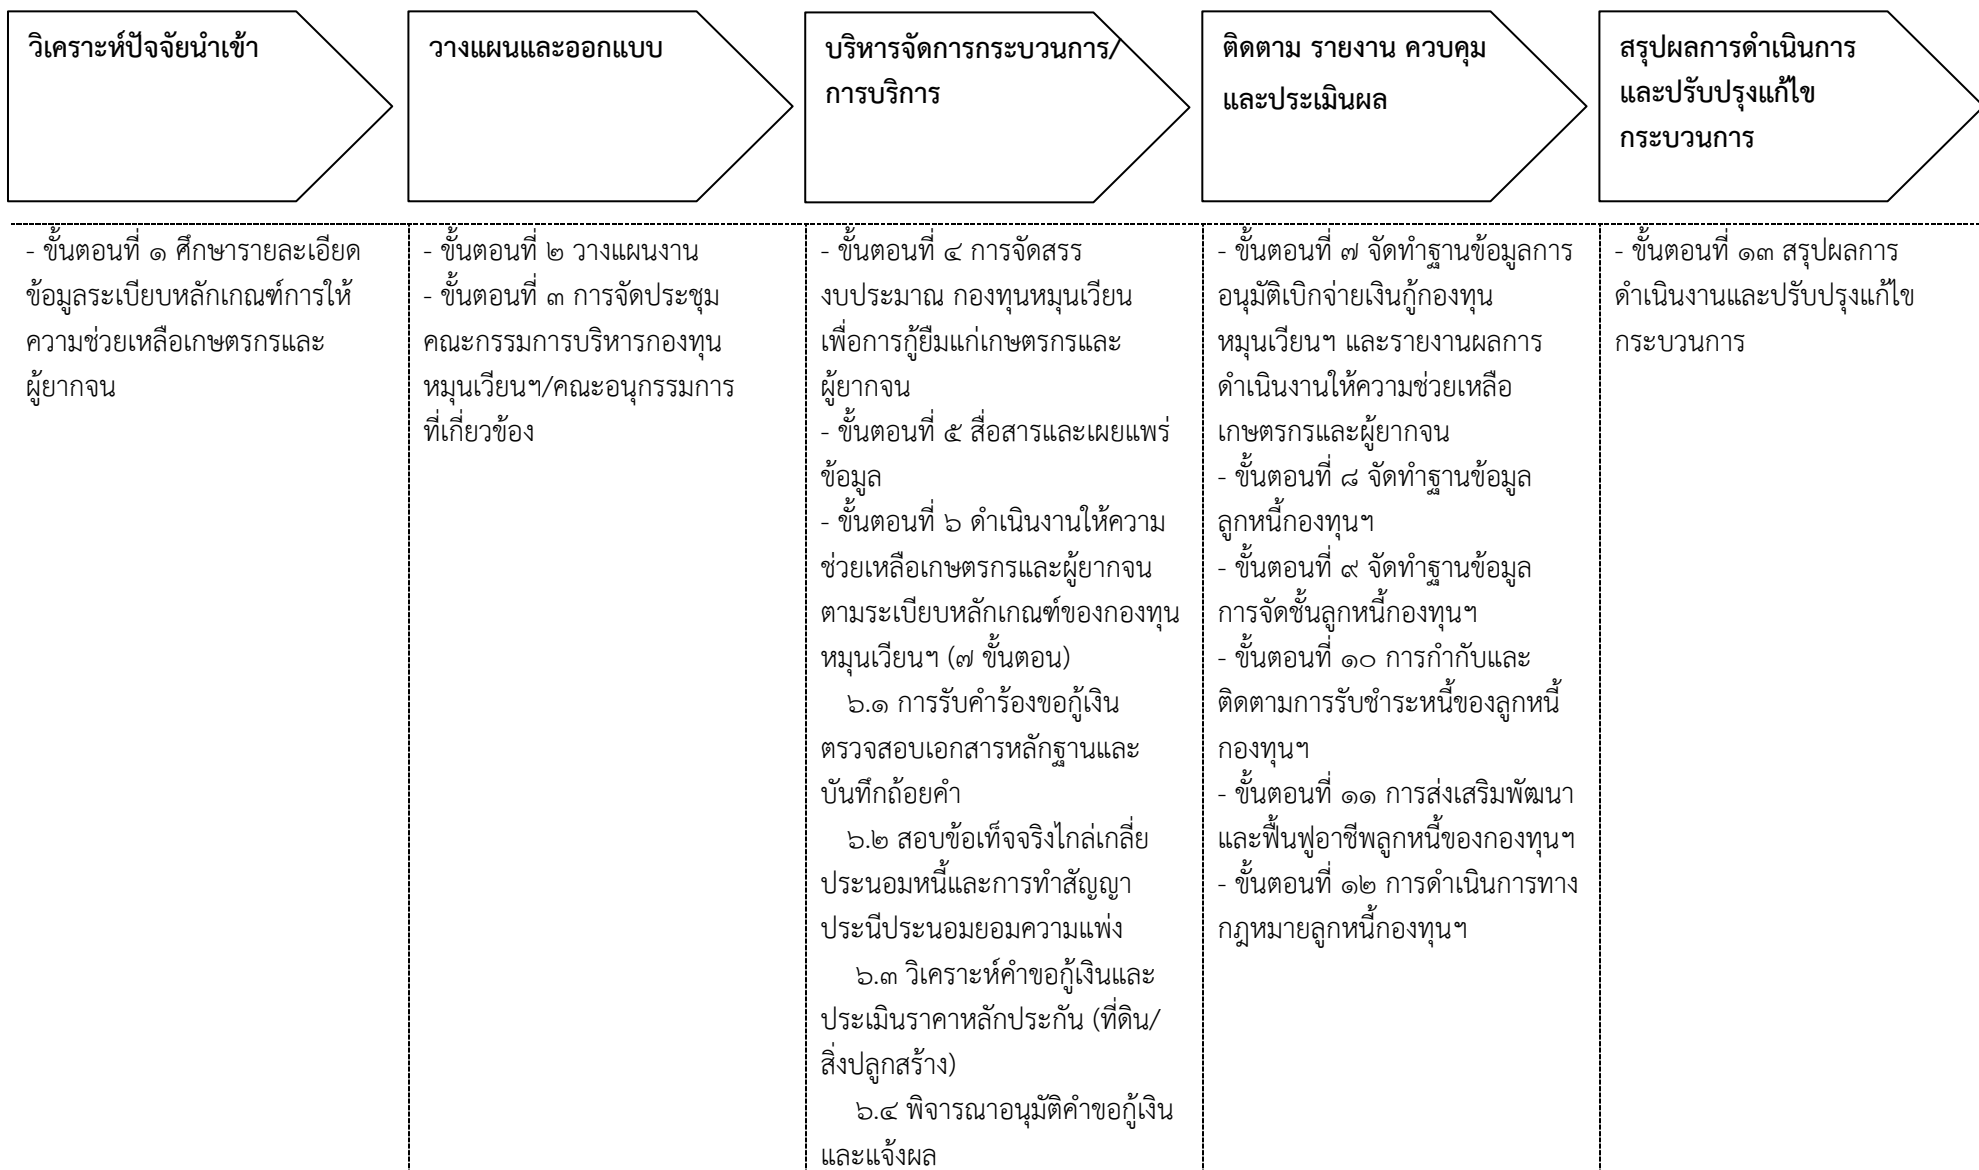 วิเคราะห์ปัจจัยนำเข้า
วางแผนและออกแบบ
บริหารจัดการกระบวนการ/
การบริการ
ติดตาม รายงาน ควบคุม
และประเมินผล
สรุปผลการดำเนินการ
และปรับปรุงแก้ไข
กระบวนการ
- ขั้นตอนที่ ๑ ศึกษารายละเอียด
ข้อมูลระเบียบหลักเกณฑ์การให้
ความช่วยเหลือเกษตรกรและ
ผู้ยากจน
- ขั้นตอนที่ ๒ วางแผนงาน
- ขั้นตอนที่ ๓ การจัดประชุม
คณะกรรมการบริหารกองทุน
หมุนเวียนฯ/คณะอนุกรรมการ
ที่เกี่ยวข้อง
- ขั้นตอนที่ ๔ การจัดสรร
งบประมาณ กองทุนหมุนเวียน
เพื่อการกู้ยืมแก่เกษตรกรและ
ผู้ยากจน
- ขั้นตอนที่ ๕ สื่อสารและเผยแพร่
ข้อมูล
- ขั้นตอนที่ ๖ ดำเนินงานให้ความ
ช่วยเหลือเกษตรกรและผู้ยากจน
ตามระเบียบหลักเกณฑ์ของกองทุน
หมุนเวียนฯ (๗ ขั้นตอน)
๖.๑ การรับคำร้องขอกู้เงิน
ตรวจสอบเอกสารหลักฐานและ
บันทึกถ้อยคำ
๖.๒ สอบข้อเท็จจริงไกล่เกลี่ย
ประนอมหนี้และการทำสัญญา
ประนีประนอมยอมความแพ่ง
๖.๓ วิเคราะห์คำขอกู้เงินและ
ประเมินราคาหลักประกัน (ที่ดิน/
สิ่งปลูกสร้าง)
๖.๔ พิจารณาอนุมัติคำขอกู้เงิน
และแจ้งผล
- ขั้นตอนที่ ๗ จัดทำฐานข้อมูลการ
อนุมัติเบิกจ่ายเงินกู้กองทุน
หมุนเวียนฯ และรายงานผลการ
ดำเนินงานให้ความช่วยเหลือ
เกษตรกรและผู้ยากจน
- ขั้นตอนที่ ๘ จัดทำฐานข้อมูล
ลูกหนี้กองทุนฯ
- ขั้นตอนที่ ๙ จัดทำฐานข้อมูล
การจัดชั้นลูกหนี้กองทุนฯ
- ขั้นตอนที่ ๑๐ การกำกับและ
ติดตามการรับชำระหนี้ของลูกหนี้
กองทุนฯ
- ขั้นตอนที่ ๑๑ การส่งเสริมพัฒนา
และฟื้นฟูอาชีพลูกหนี้ของกองทุนฯ
- ขั้นตอนที่ ๑๒ การดำเนินการทาง
กฎหมายลูกหนี้กองทุนฯ
- ขั้นตอนที่ ๑๓ สรุปผลการ
ดำเนินงานและปรับปรุงแก้ไข
กระบวนการ